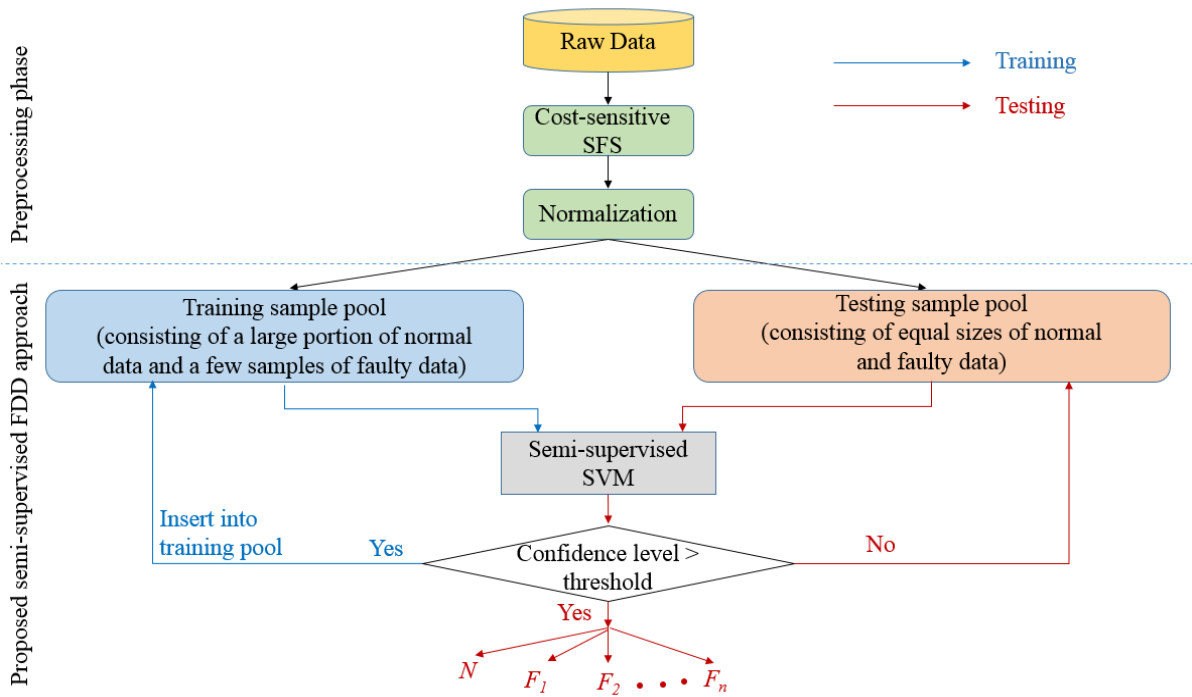 Preprocessing phase
Raw Data
Training
Testing
Cost-sensitive
SFS
Normalization
Proposed semi-supervised FDD approach
Training sample pool
(consisting of a large portion of normal
data and a few samples of faulty data)
Testing sample pool
(consisting of equal sizes of normal
and faulty data)
Semi-supervised
SVM
Insert into
training pool
Yes
Confidence level >
threshold
No
Yes
N
F1
F2
• • •
Fn